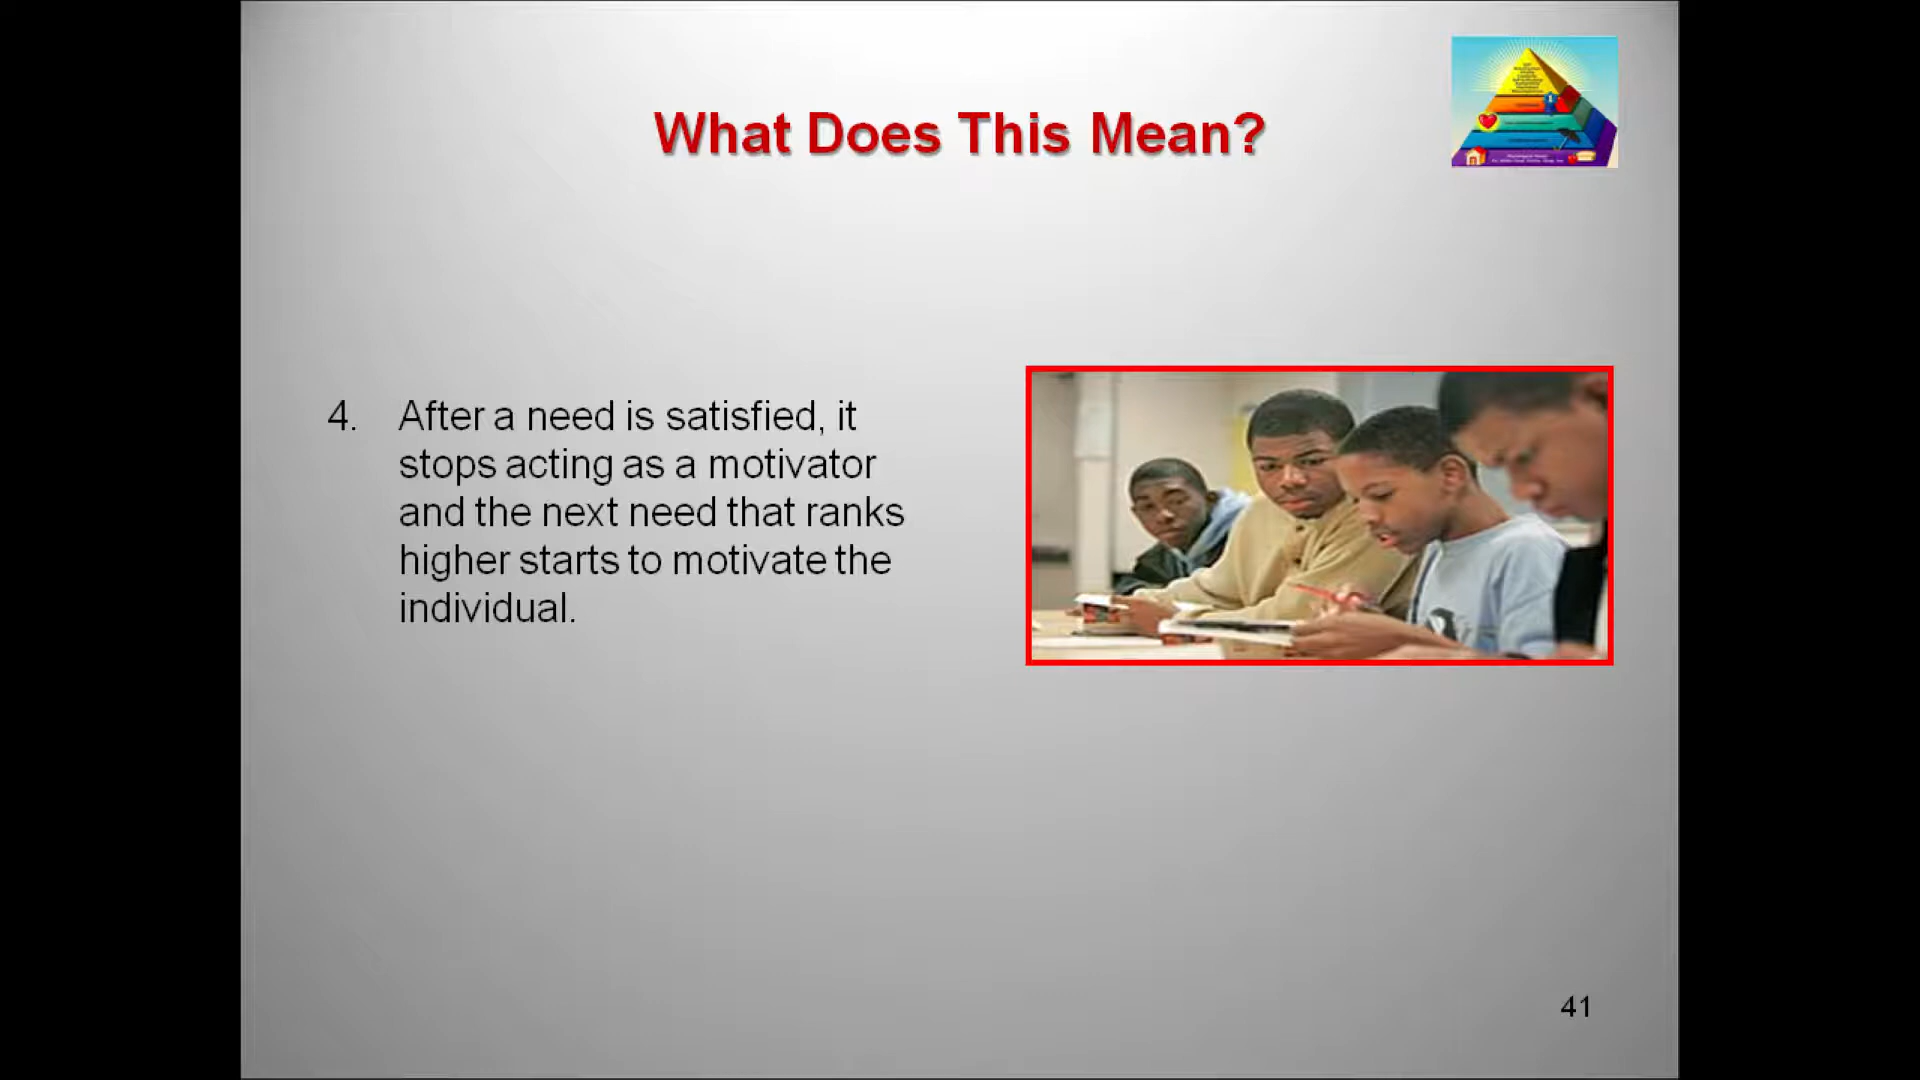 What Does This Mean?
4. After a need is satisfied, it
stops acting as a motivator
and the next need that ranks
higher starts to motivate the
individual.
41